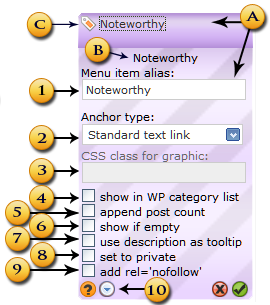 C Noteworthy A
B Noteworthy
Menu item alias:
1 Noteworthy
Anchor type:
2 Standard text link
CSS class for graphic:
3
4 show in WP category list
5 append post count
6 show if empty
7 use description as tooltip
8 set to private
9 add rel='nofollow'
? 10